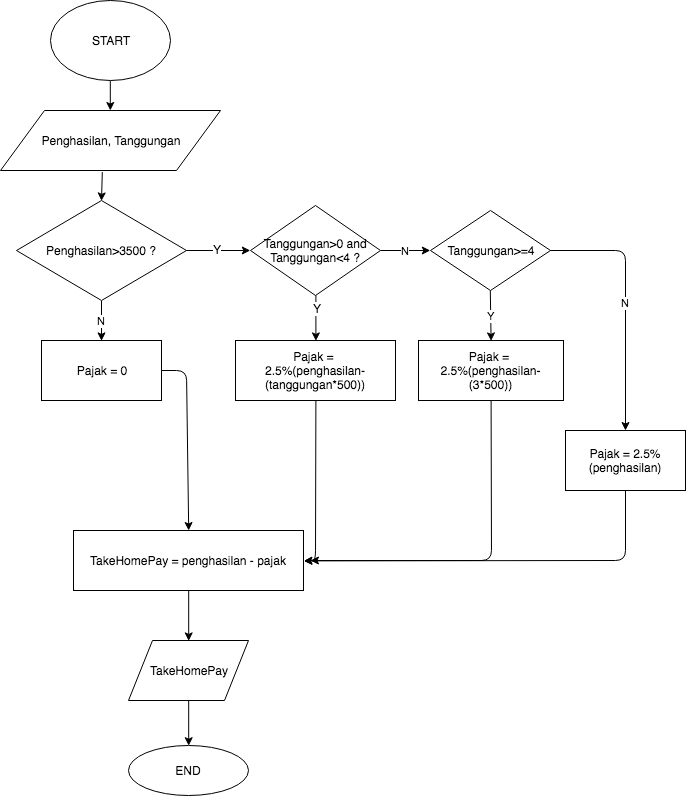 START
Penghasilan, Tanggungan
Penghasilan>3500 ?
Y
Tanggungan>0 and
Tanggungan<4 ?
N
Tanggungan>=4
N
Y
Y
N
Pajak = 0
Pajak =
2.5%(penghasilan-
(tanggungan*500))
Pajak =
2.5%(penghasilan-
(3*500))
Pajak = 2.5%
(penghasilan)
TakeHomePay = penghasilan - pajak
TakeHomePay
END